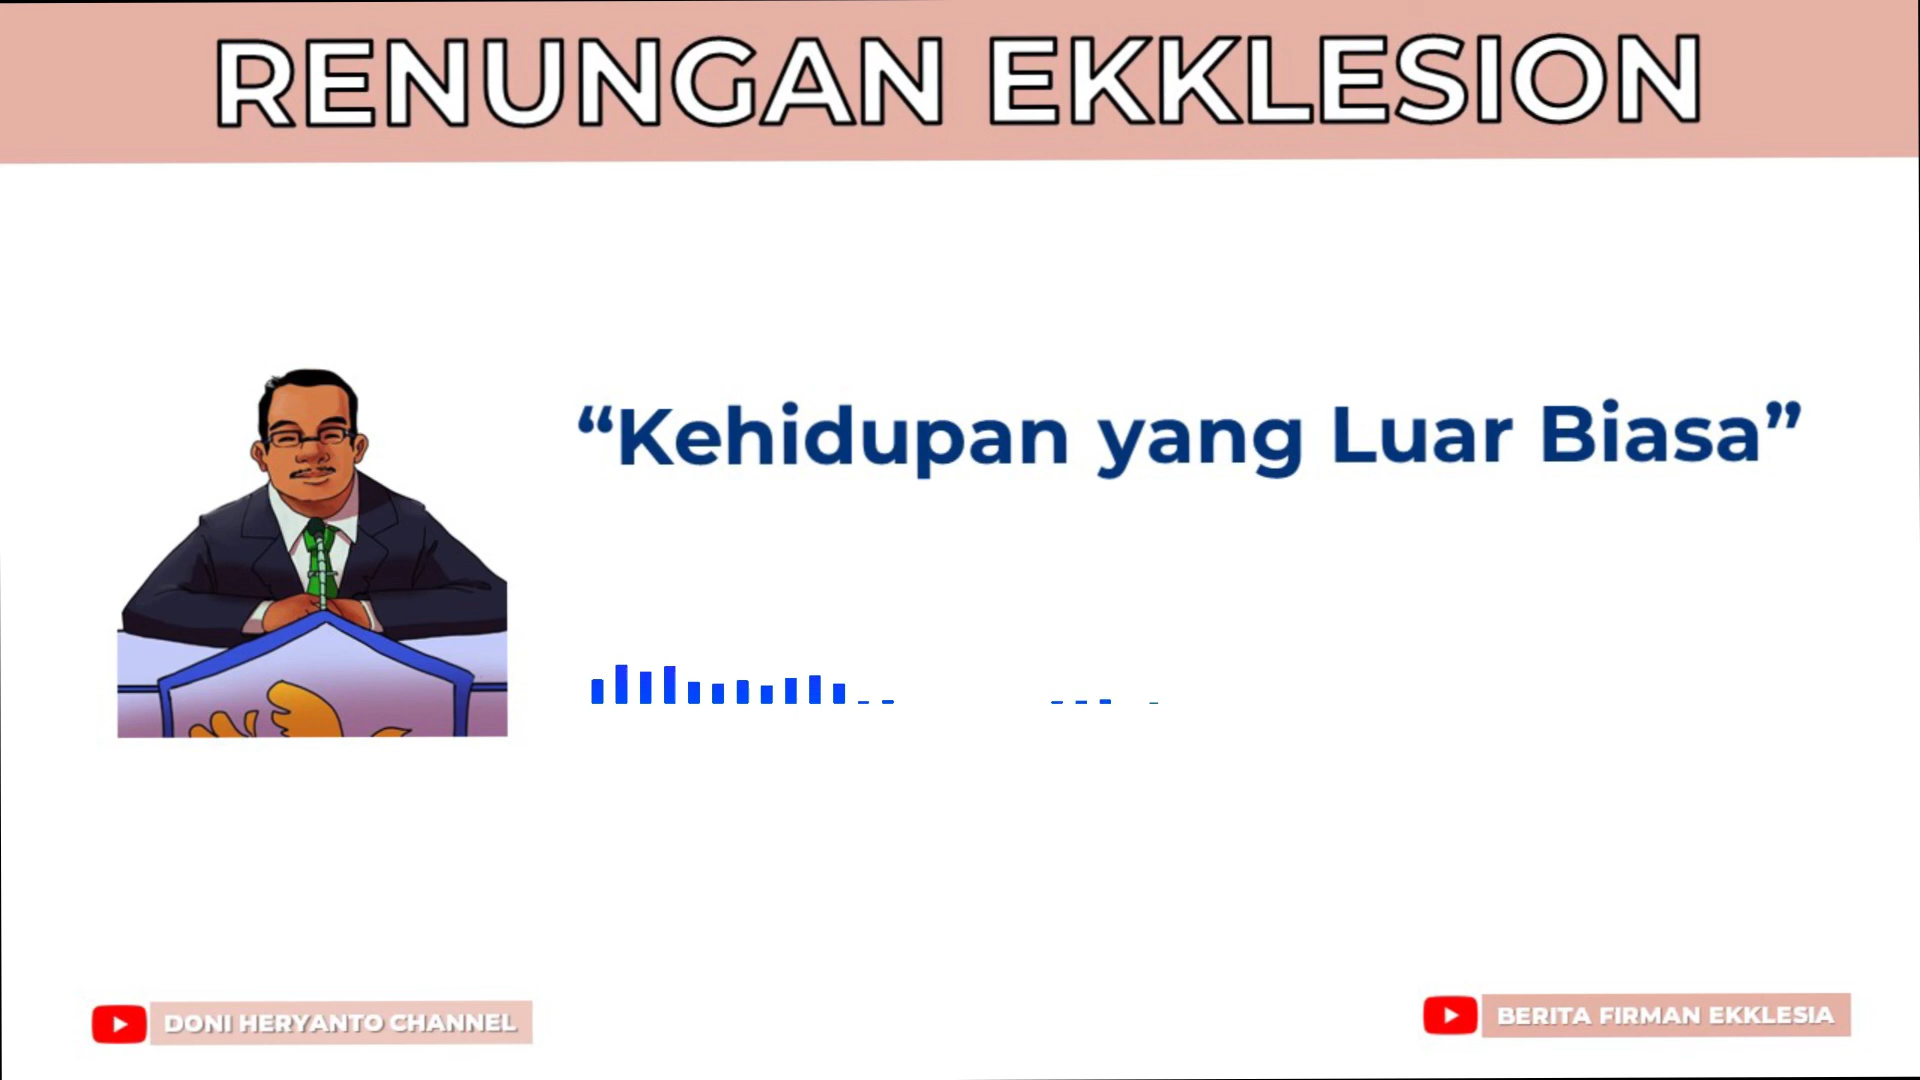 RENUNGAN EKKLESION
“Kehidupan yang Luar Biasa”
DONI HERYANTO CHANNEL
BERITA FIRMAN EKKLESIA